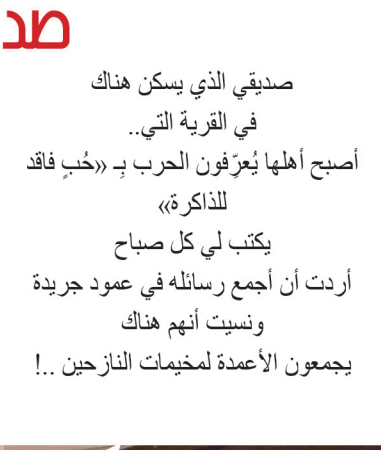 صد
صديقي الذي يسكن هناك
في القرية التي..
أصبح أهلها يُعرِّفون الحرب بِـ «حُبٍ فاقد
للذاكرة»
يكتب لي كل صباح
أردت أن أجمع رسائله في عمود جريدة
ونسيت أنهم هناك
يجمعون الأعمدة لمخيمات النازحين ..!